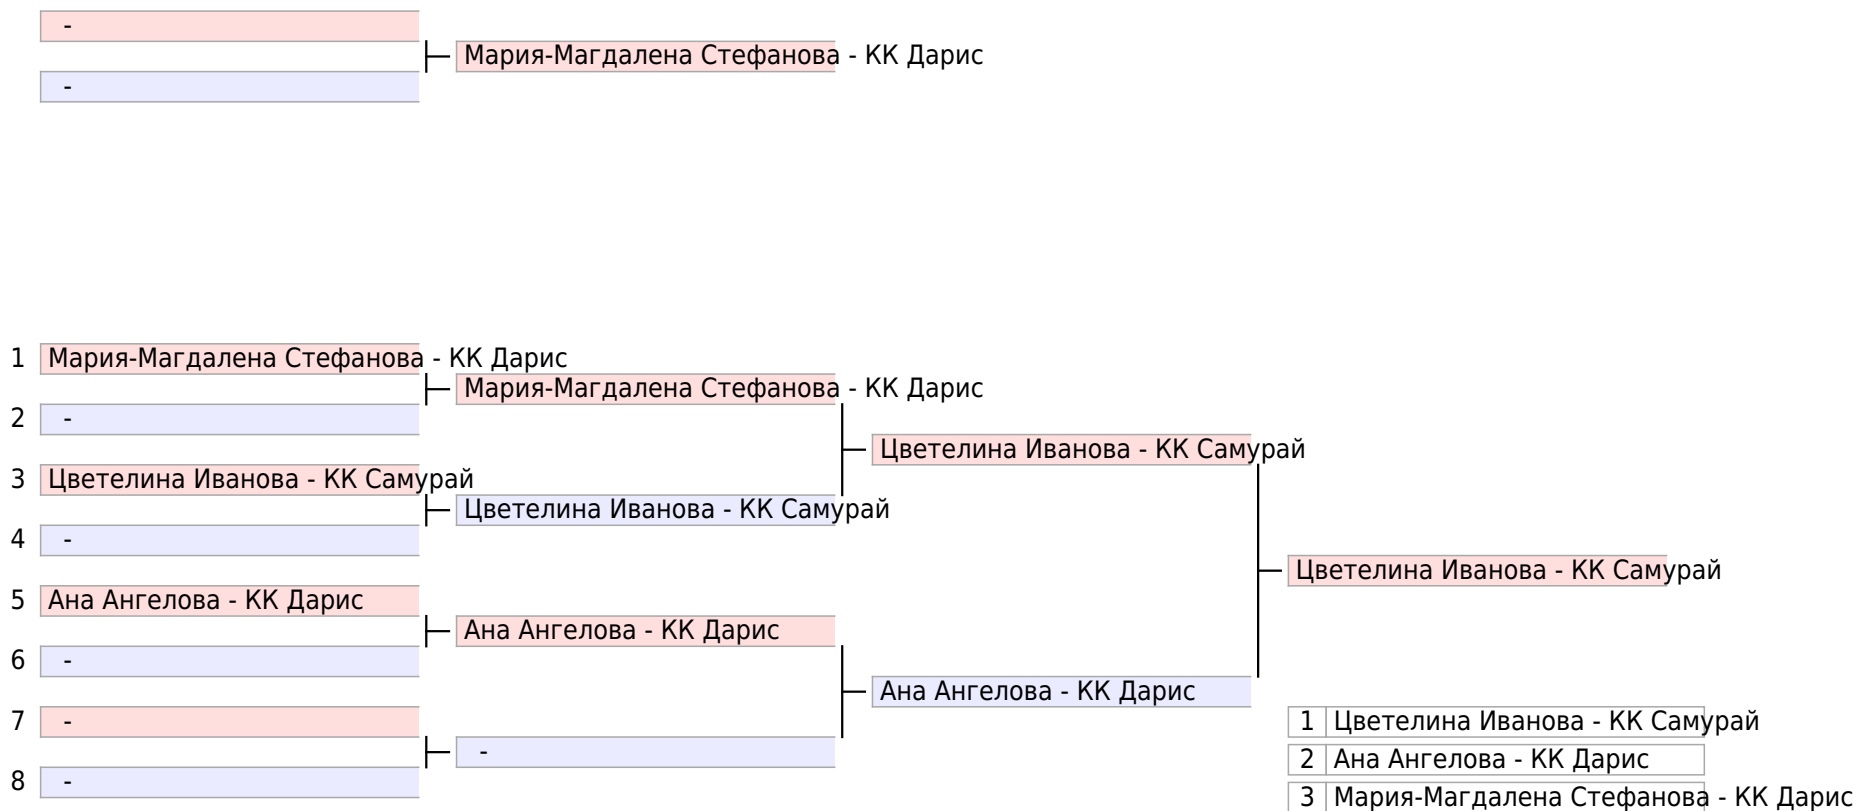 -
Мария-Магдалена Стефанова - КК Дарис
-
1 Мария-Магдалена Стефанова - КК Дарис
Мария-Магдалена Стефанова - КК Дарис
2 -
Цветелина Иванова - КК Самурай
3 Цветелина Иванова - КК Самурай
Цветелина Иванова - КК Самурай
4 -
Цветелина Иванова - КК Самурай
5 Ана Ангелова - КК Дарис
Ана Ангелова - КК Дарис
6 -
Ана Ангелова - КК Дарис
7 -
1 Цветелина Иванова - КК Самурай
-
2 Ана Ангелова - КК Дарис
8 -
3 Мария-Магдалена Стефанова - КК Дарис